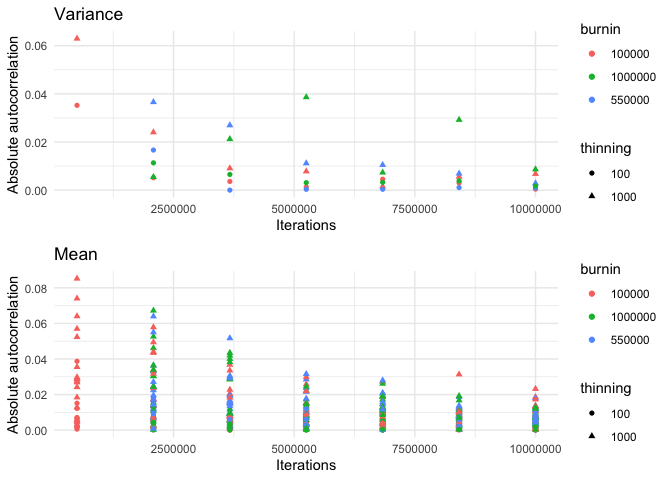 Variance
Absolute autocorrelation
0.06
0.04
0.02
0.00
2500000 5000000 7500000 10000000
Iterations
burnin
100000
1000000
550000
thinning
100
1000
Mean
Absolute autocorrelation
0.08
0.06
0.04
0.02
0.00
2500000 5000000 7500000 10000000
Iterations
burnin
100000
1000000
550000
thinning
100
1000